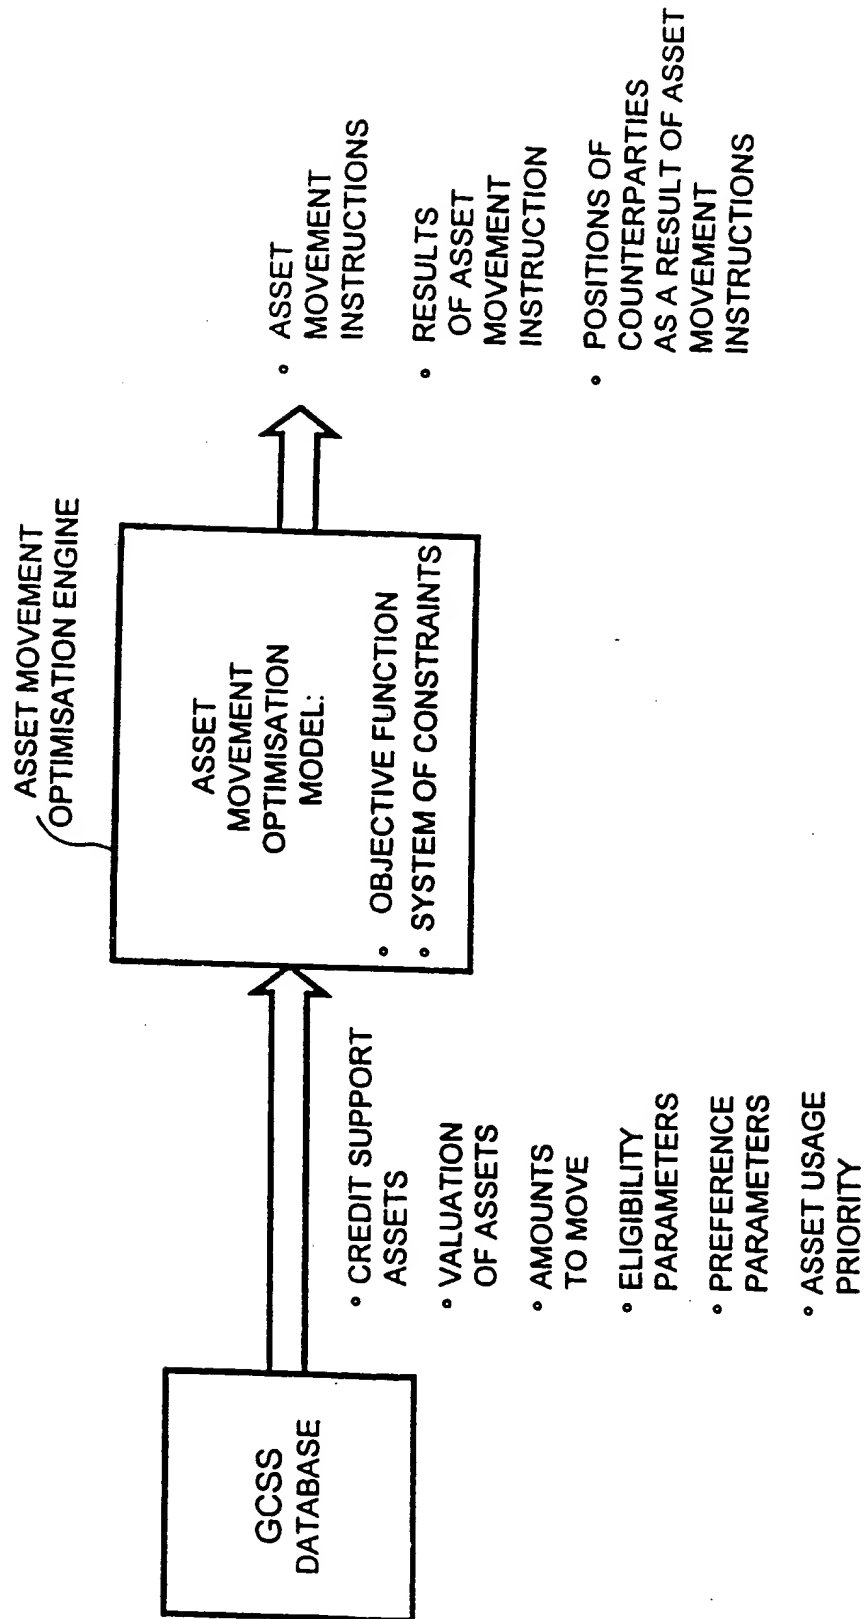 GCSS
DATABASE
° CREDIT SUPPORT
ASSETS
° VALUATION
OF ASSETS
° AMOUNTS
TO MOVE
° ELIGIBILITY
PARAMETERS
° PREFERENCE
PARAMETERS
° ASSET USAGE
PRIORITY
ASSET MOVEMENT
OPTIMISATION ENGINE
ASSET
MOVEMENT
OPTIMISATION
MODEL:
° OBJECTIVE FUNCTION
° SYSTEM OF CONSTRAINTS
° ASSET
MOVEMENT
INSTRUCTIONS
° RESULTS
OF ASSET
MOVEMENT
INSTRUCTION
° POSITIONS OF
COUNTERPARTIES
AS A RESULT OF ASSET
MOVEMENT
INSTRUCTIONS